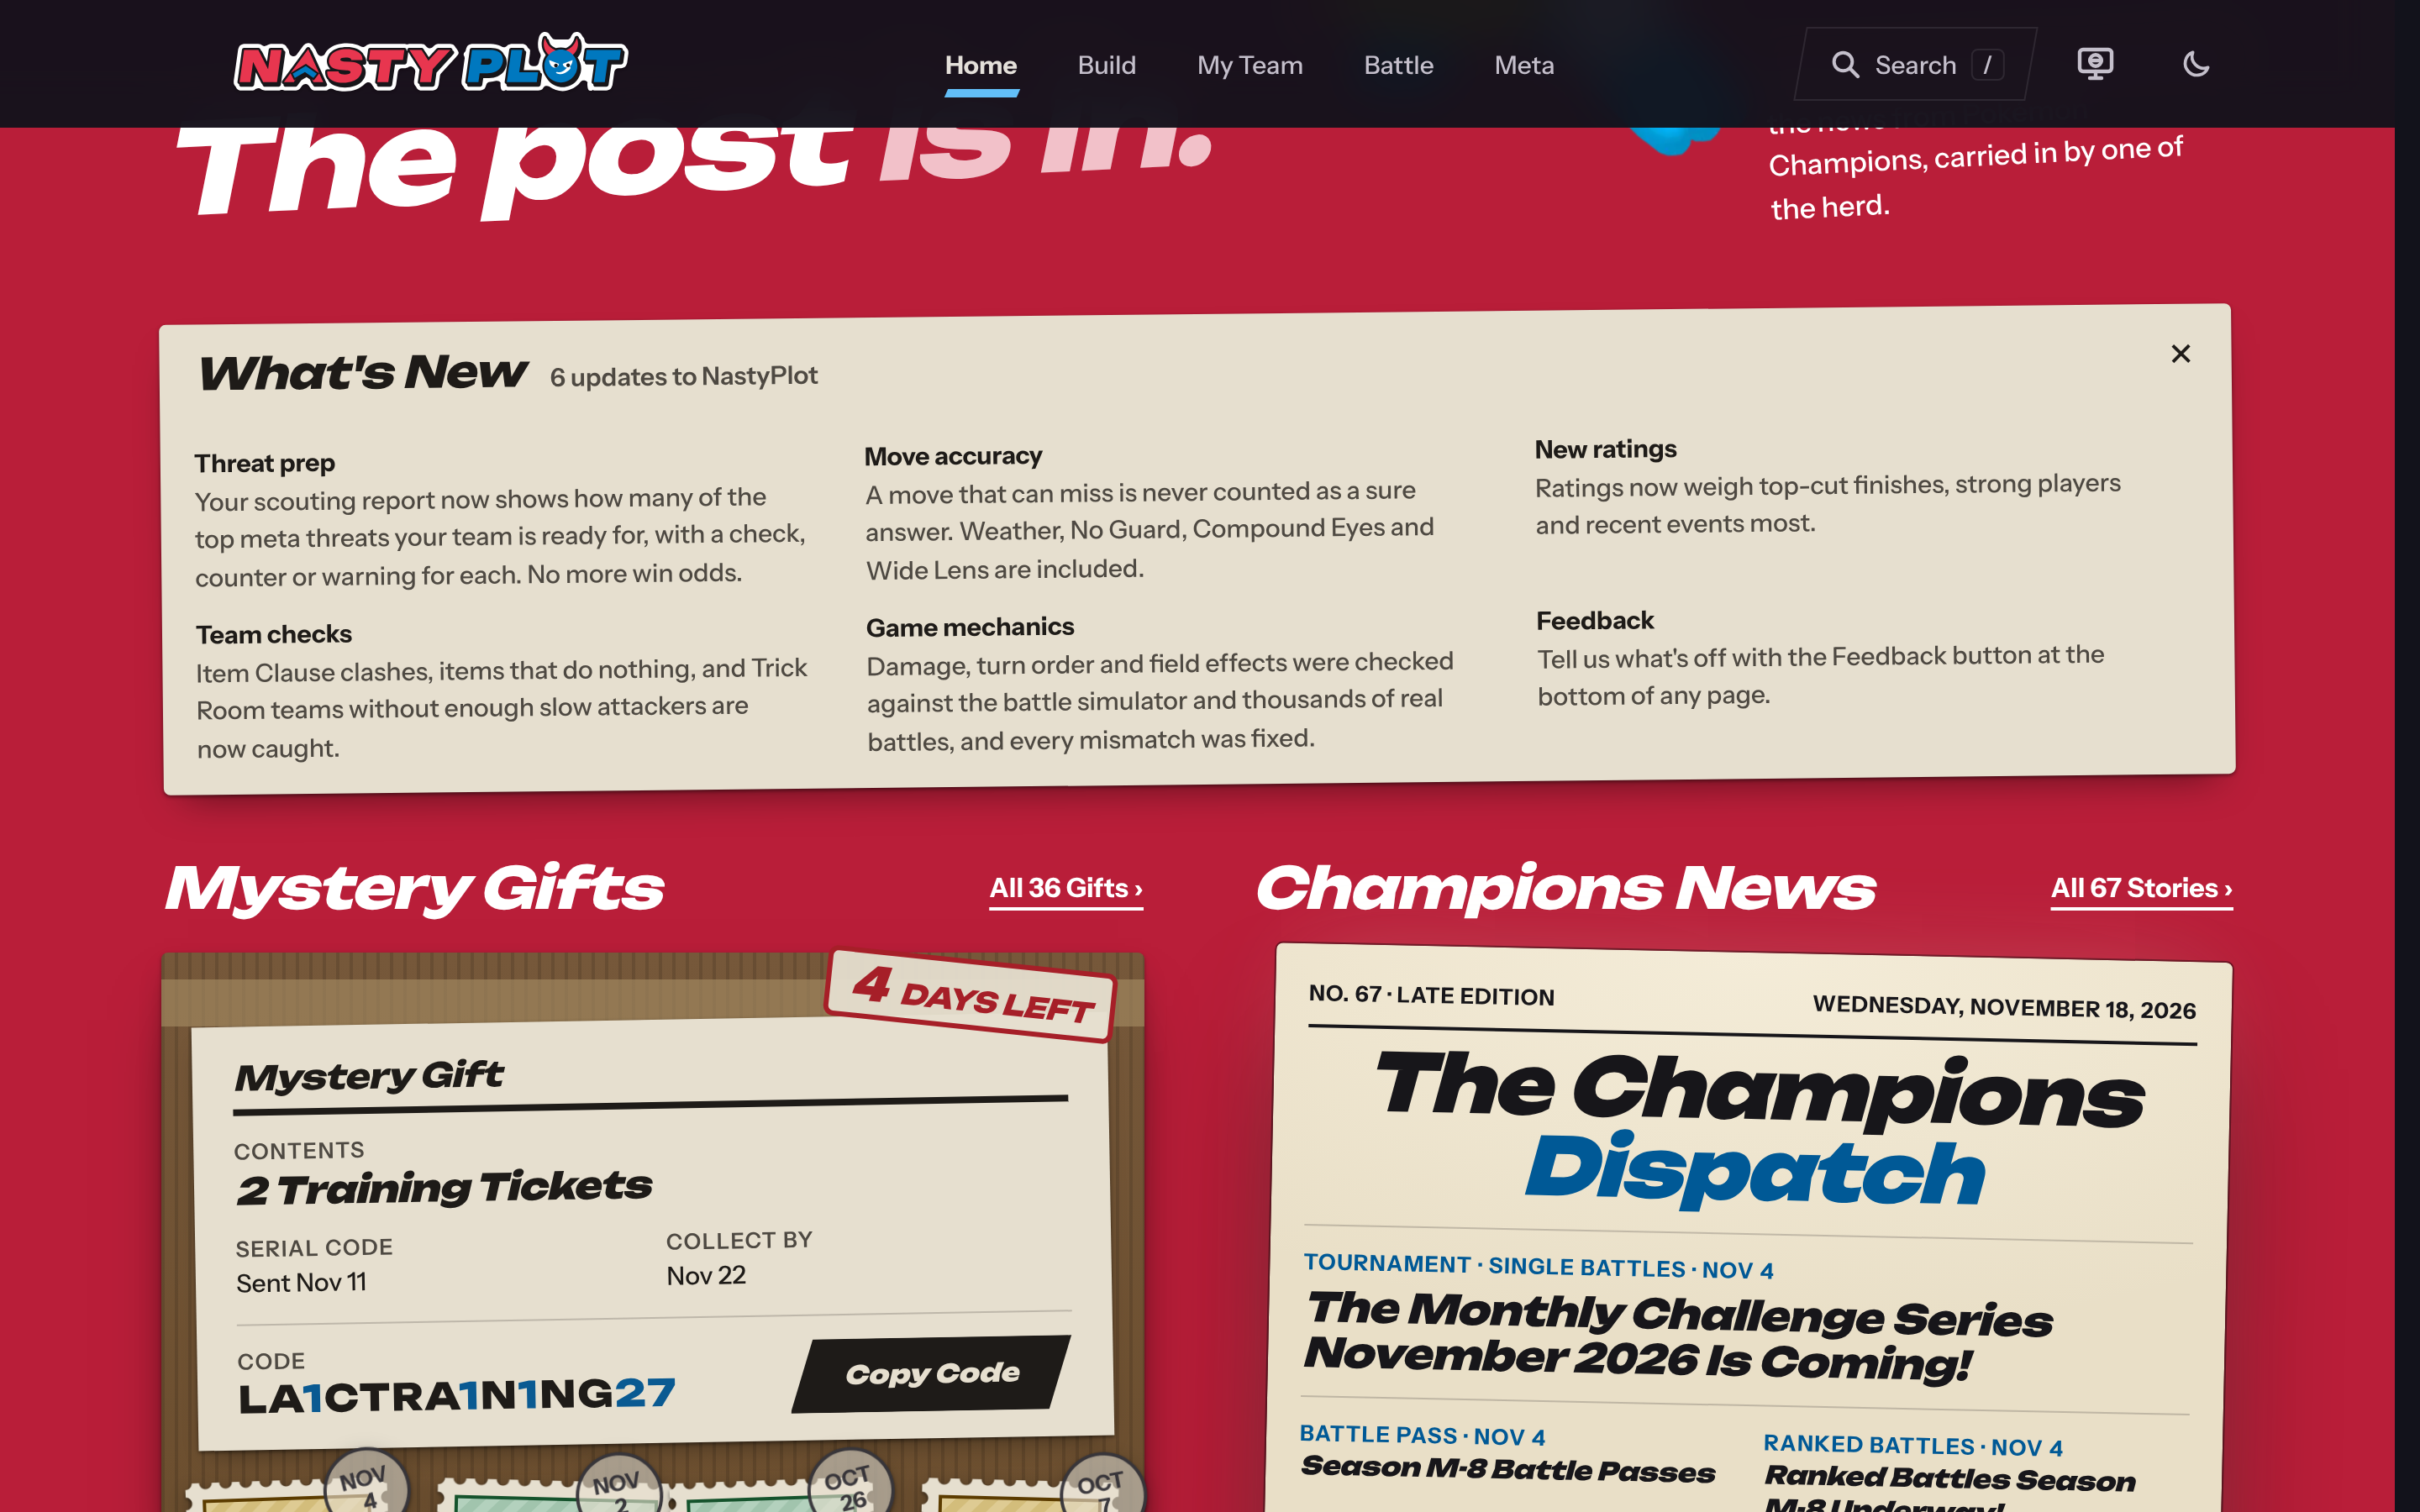 NASTY PLOT
Home
Build
My Team
Battle
Meta
Search /
The post is in.
Champions, carried in by one of
the herd.
What's New
6 updates to NastyPlot
Threat prep
Your scouting report now shows how many of the
top meta threats your team is ready for, with a check,
counter or warning for each. No more win odds.
Move accuracy
A move that can miss is never counted as a sure
answer. Weather, No Guard, Compound Eyes and
Wide Lens are included.
New ratings
Ratings now weigh top-cut finishes, strong players
and recent events most.
Team checks
Item Clause clashes, items that do nothing, and Trick
Room teams without enough slow attackers are
now caught.
Game mechanics
Damage, turn order and field effects were checked
against the battle simulator and thousands of real
battles, and every mismatch was fixed.
Feedback
Tell us what's off with the Feedback button at the
bottom of any page.
Mystery Gifts
All 36 Gifts ›
4 DAYS LEFT
Mystery Gift
CONTENTS
2 Training Tickets
SERIAL CODE
Sent Nov 11
COLLECT BY
Nov 22
CODE
LA1CTRA1N1NG27
Copy Code
NOV
4
NOV
2
OCT
26
OCT
7
Champions News
All 67 Stories ›
NO. 67 · LATE EDITION
WEDNESDAY, NOVEMBER 18, 2026
The Champions
Dispatch
TOURNAMENT · SINGLE BATTLES · NOV 4
The Monthly Challenge Series
November 2026 Is Coming!
BATTLE PASS · NOV 4
Season M-8 Battle Passes
RANKED BATTLES · NOV 4
Ranked Battles Season
M-8 Underway!